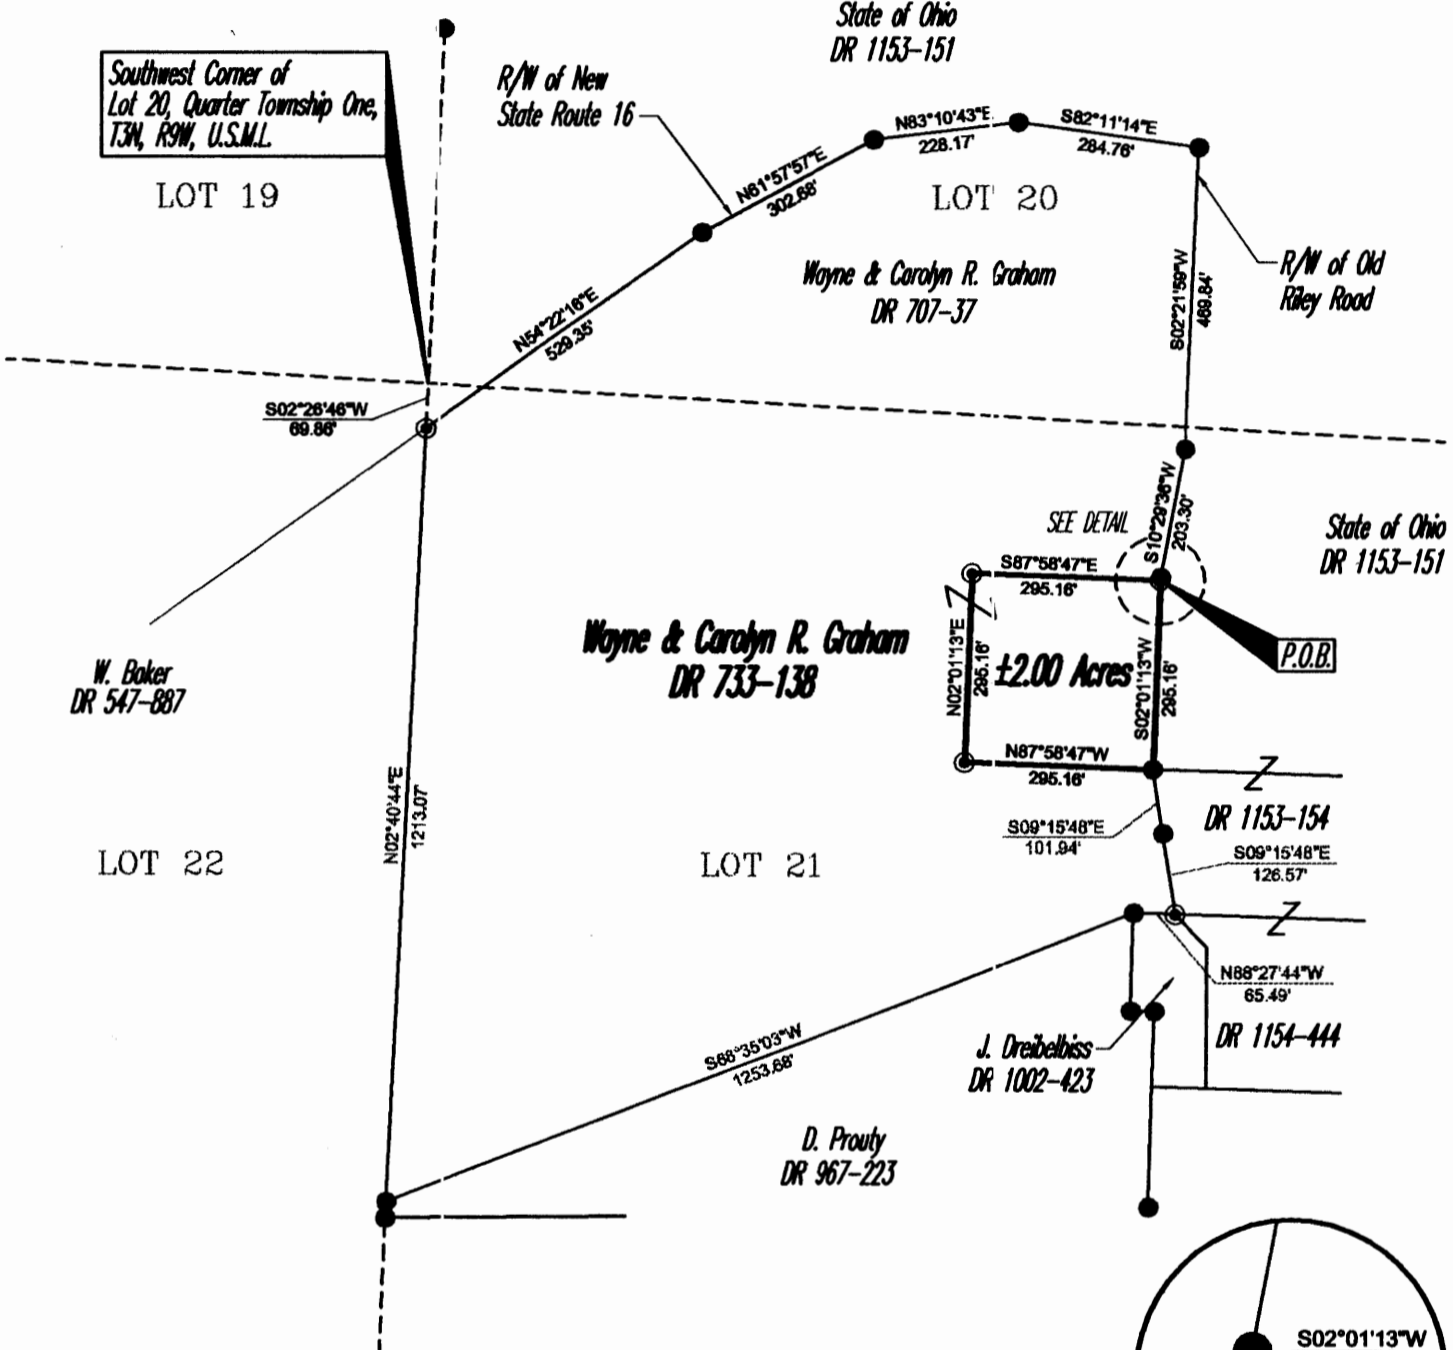 State of Ohio
DR 1153-151
Southwest Corner of
Lot 20, Quarter Township One,
T3N, R9W, U.S.M.L.
R/W of New
State Route 16
N83°10'43"E
228.17'
S82°11'14"E
284.76'
N61°57'57"E
302.68'
LOT 19
LOT 20
Wayne & Carolyn R. Graham
DR 707-37
R/W of Old
Riley Road
S02°21'59"W
469.84'
N54°22'16"E
529.35'
S02°26'46"W
69.86'
S10°29'36"W
203.30'
SEE DETAIL
State of Ohio
DR 1153-151
S87°58'47"E
295.16'
Wayne & Carolyn R. Graham
DR 733-138
N02°01'13"E
295.16'
±2.00 Acres
S02°01'13"W
295.16'
P.O.B.
W. Baker
DR 547-887
N87°58'47"W
295.16'
N02°40'44"E
1213.07'
DR 1153-154
S09°15'48"E
101.94'
S09°15'48"E
126.57'
LOT 22
LOT 21
N88°27'44"W
65.49'
DR 1154-444
J. Dreibelbiss
DR 1002-423
S68°35'03"W
1253.68'
D. Prouty
DR 967-223
S02°01'13"W